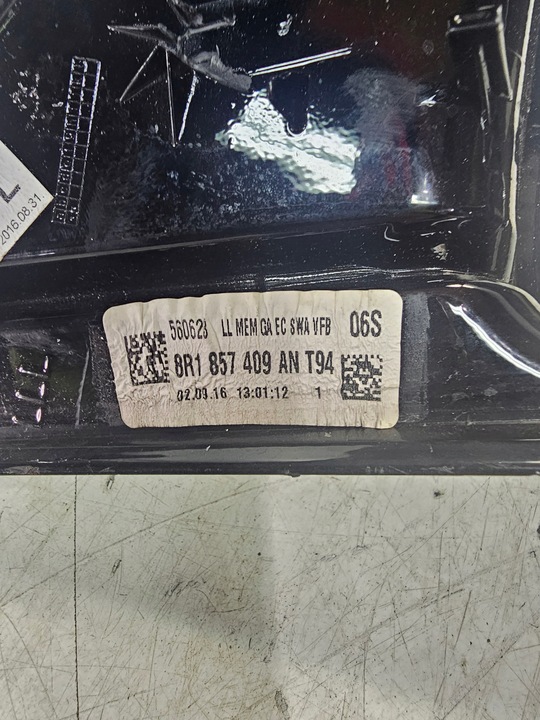 L
2016.08.31.
560623 LL MEM GA EC SWA VFB 06S
8R1 857 409 AN T94
02.09.16 13:01:12 1